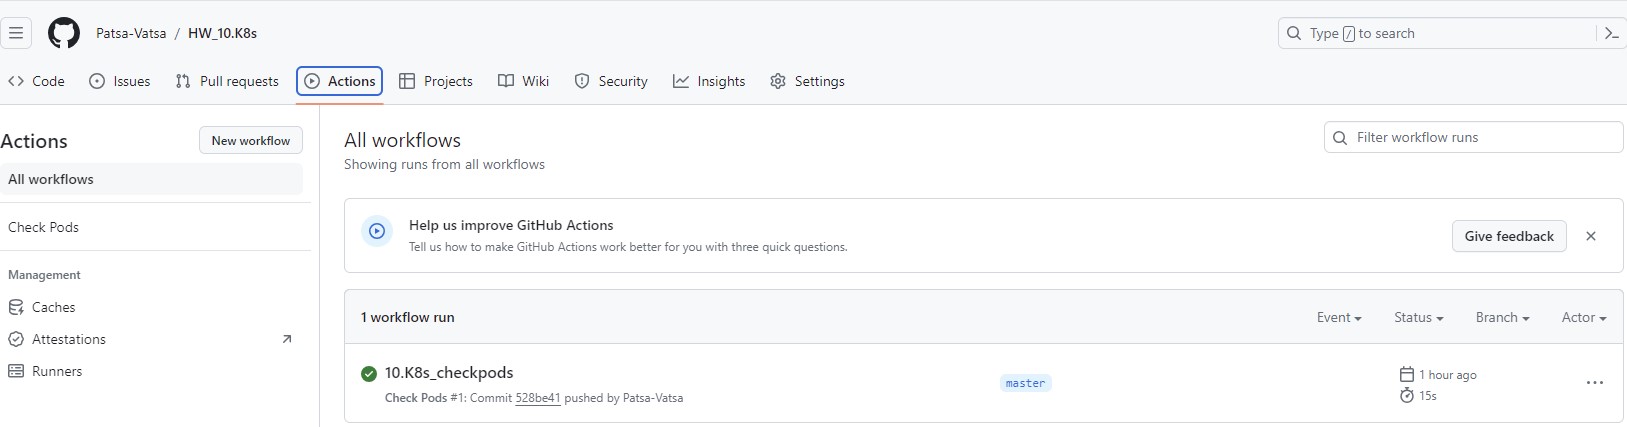 Patsa-Vatsa / HW_10.K8s
Type / to search
Code Issues Pull requests Actions Projects Wiki Security Insights Settings
Actions
New workflow
All workflows
Check Pods
Management
Caches
Attestations
Runners
All workflows
Showing runs from all workflows
Filter workflow runs
Help us improve GitHub Actions
Tell us how to make GitHub Actions work better for you with three quick questions.
Give feedback
1 workflow run
Event Status Branch Actor
10.K8s_checkpods
Check Pods #1: Commit 528be41 pushed by Patsa-Vatsa
master
1 hour ago
15s